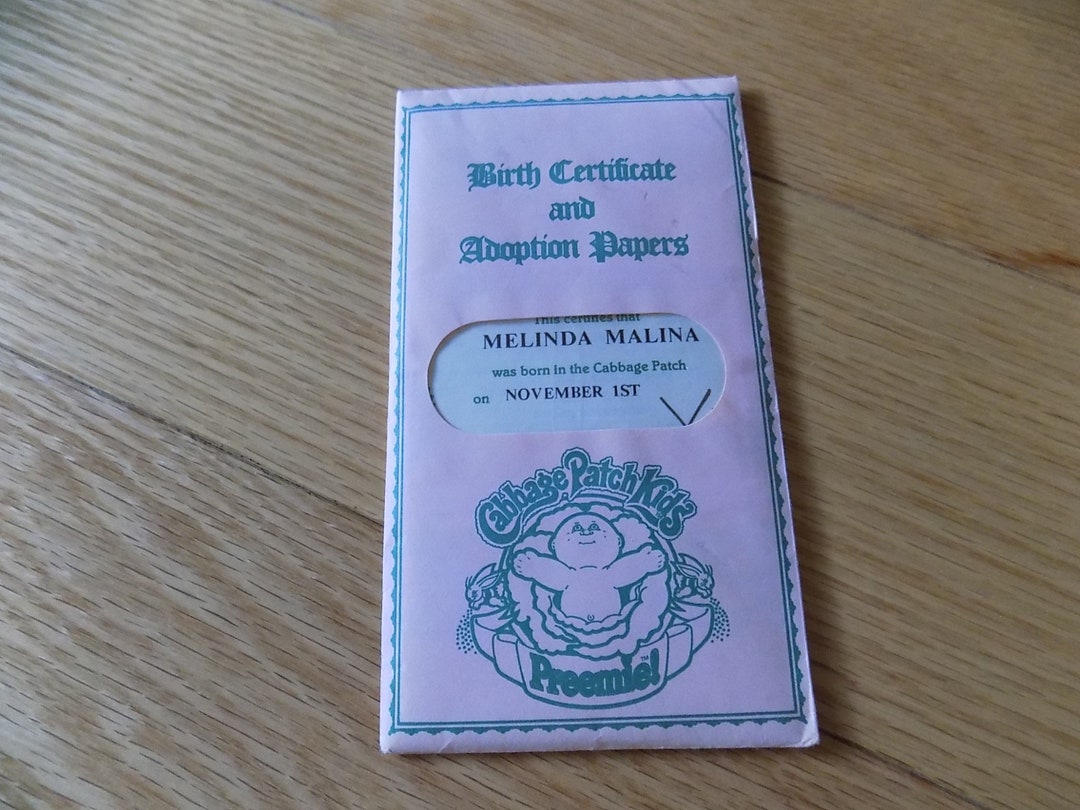 Birth Certificate
and
Adoption Papers
This certifies that
MELINDA MALINA
was born in the Cabbage Patch
on NOVEMBER 1ST
Cabbage Patch Kids
Preemie!™